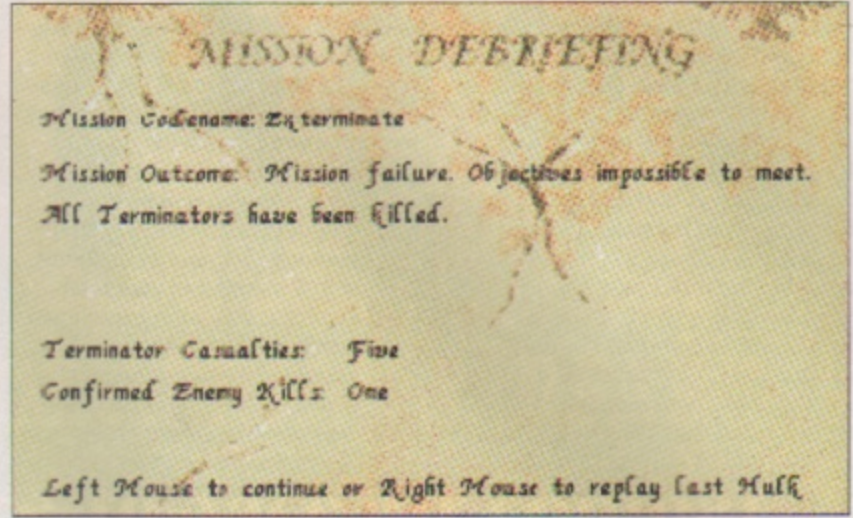 MISSION DEBRIEFING
Mission Codename: Exterminate
Mission Outcome: Mission failure. Objectives impossible to meet.
All Terminators have been killed.
Terminator Casualties: Five
Confirmed Enemy Kills: One
Left Mouse to continue or Right Mouse to replay last Hulk